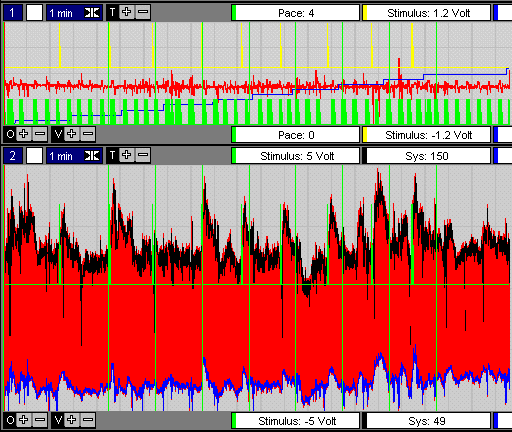 1 1 min T Pace: 4 Stimulus: 1.2 Volt
O V Pace: 0 Stimulus: -1.2 Volt
2 1 min T Stimulus: 5 Volt Sys: 150
O V Stimulus: -5 Volt Sys: 49